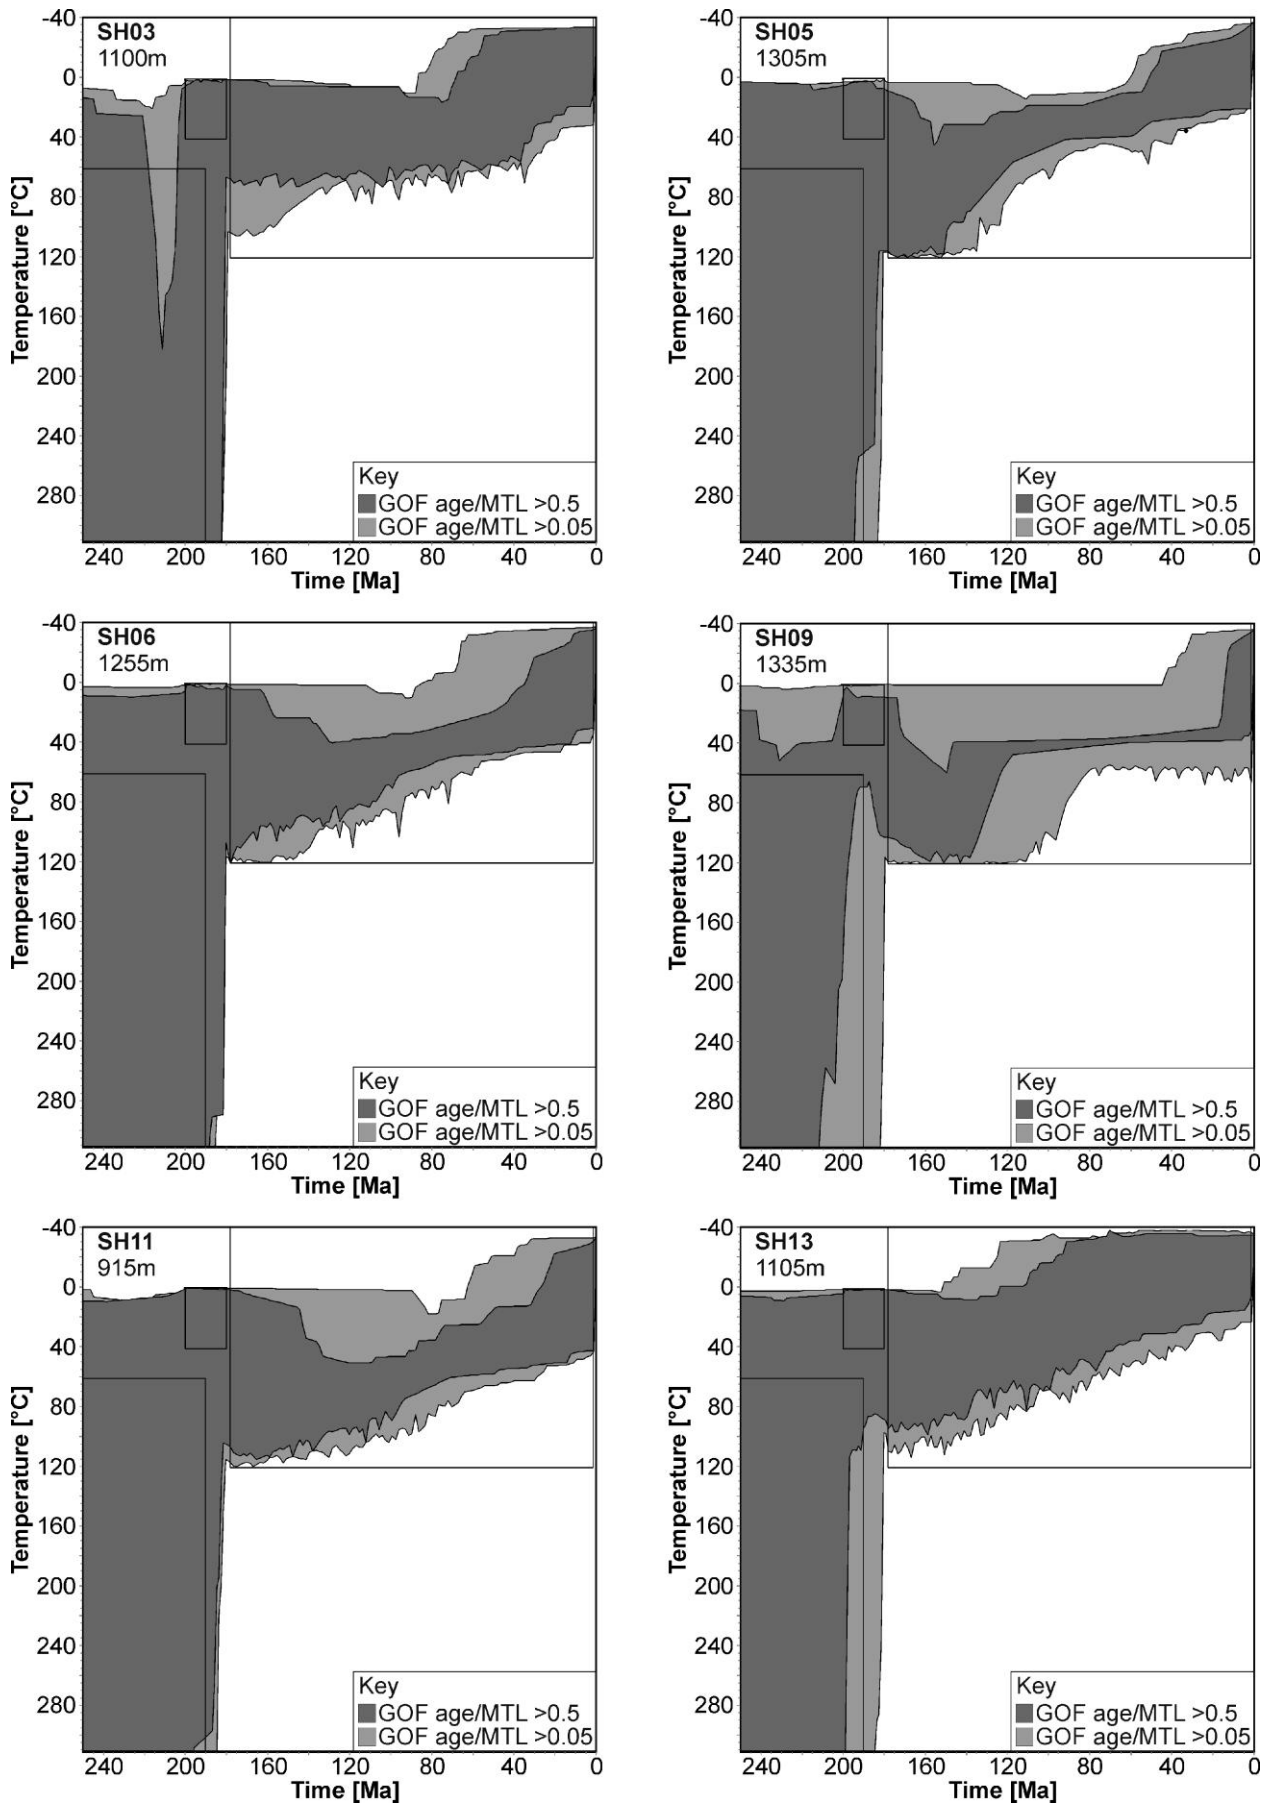 SH03
1100m
-40
0
40
80
120
160
200
240
280
Temperature [°C]
240 200 160 120 80 40 0
Time [Ma]
Key
GOF age/MTL >0.5
GOF age/MTL >0.05
SH05
1305m
-40
0
40
80
120
160
200
240
280
Temperature [°C]
240 200 160 120 80 40 0
Time [Ma]
Key
GOF age/MTL >0.5
GOF age/MTL >0.05
SH06
1255m
-40
0
40
80
120
160
200
240
280
Temperature [°C]
240 200 160 120 80 40 0
Time [Ma]
Key
GOF age/MTL >0.5
GOF age/MTL >0.05
SH09
1335m
-40
0
40
80
120
160
200
240
280
Temperature [°C]
240 200 160 120 80 40 0
Time [Ma]
Key
GOF age/MTL >0.5
GOF age/MTL >0.05
SH11
915m
-40
0
40
80
120
160
200
240
280
Temperature [°C]
240 200 160 120 80 40 0
Time [Ma]
Key
GOF age/MTL >0.5
GOF age/MTL >0.05
SH13
1105m
-40
0
40
80
120
160
200
240
280
Temperature [°C]
240 200 160 120 80 40 0
Time [Ma]
Key
GOF age/MTL >0.5
GOF age/MTL >0.05